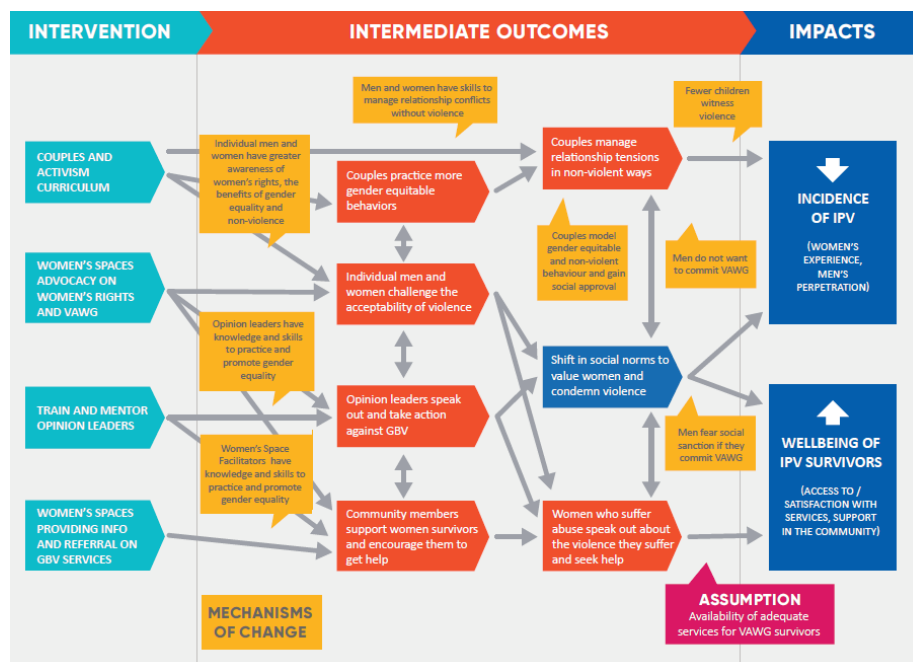 INTERVENTION
INTERMEDIATE OUTCOMES
IMPACTS
COUPLES AND
ACTIVISM
CURRICULUM
WOMEN'S SPACES
ADVOCACY ON
WOMEN'S RIGHTS
AND VAWG
TRAIN AND MENTOR
OPINION LEADERS
WOMEN'S SPACES
PROVIDING INFO
AND REFERRAL ON
GBV SERVICES
Individual men and
women have greater
awareness of
women's rights, the
benefits of gender
equality and
non-violence
Opinion leaders have
knowledge and skills
to practice and
promote gender
equality
Women's Space
Facilitators have
knowledge and skills to
practice and promote
gender equality
MECHANISMS
OF CHANGE
Men and women have skills to
manage relationship conflicts
without violence
Couples practice more
gender equitable
behaviors
Individual men and
women challenge the
acceptability of violence
Opinion leaders speak
out and take action
against GBV
Community members
support women survivors
and encourage them to
get help
Couples manage
relationship tensions
in non-violent ways
Couples model
gender equitable
and non-violent
behaviour and gain
social approval
Shift in social norms to
value women and
condemn violence
Women who suffer
abuse speak out about
the violence they suffer
and seek help
Fewer children
witness
violence
Men do not want
to commit VAWG
Men fear social
sanction if they
commit VAWG
ASSUMPTION
Availability of adequate
services for VAWG survivors
INCIDENCE
OF IPV
(WOMEN'S
EXPERIENCE,
MEN'S
PERPETRATION)
WELLBEING OF
IPV SURVIVORS
(ACCESS TO /
SATISFACTION WITH
SERVICES, SUPPORT
IN THE COMMUNITY)